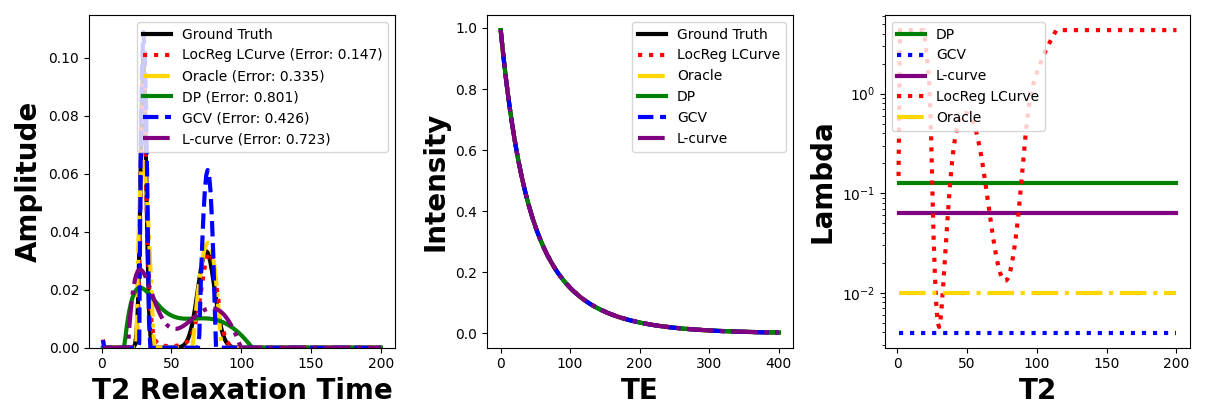 Amplitude
0.10
0.08
0.06
0.04
0.02
0.00
0
50
100
150
200
T2 Relaxation Time
Ground Truth
LocReg LCurve (Error: 0.147)
Oracle (Error: 0.335)
DP (Error: 0.801)
GCV (Error: 0.426)
L-curve (Error: 0.723)
Intensity
1.0
0.8
0.6
0.4
0.2
0.0
0
100
200
300
400
TE
Ground Truth
LocReg LCurve
Oracle
DP
GCV
L-curve
Lambda
10⁰
10⁻¹
10⁻²
0
50
100
150
200
T2
DP
GCV
L-curve
LocReg LCurve
Oracle